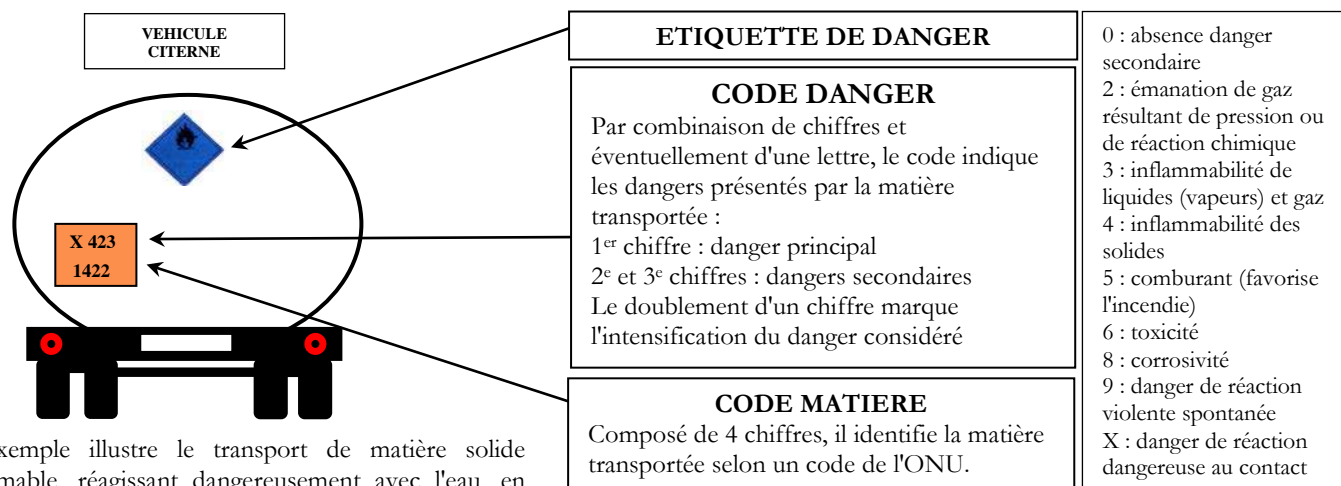 VEHICULE
CITERNE
X 423
1422
xemple illustre le transport de matière solide
mable, réagissant dangereusement avec l'eau, en
ETIQUETTE DE DANGER
CODE DANGER
Par combinaison de chiffres et
éventuellement d'une lettre, le code indique
les dangers présentés par la matière
transportée :
1er chiffre : danger principal
2e et 3e chiffres : dangers secondaires
Le doublement d'un chiffre marque
l'intensification du danger considéré
CODE MATIERE
Composé de 4 chiffres, il identifie la matière
transportée selon un code de l'ONU.
0 : absence danger
secondaire
2 : émanation de gaz
résultant de pression ou
de réaction chimique
3 : inflammabilité de
liquides (vapeurs) et gaz
4 : inflammabilité des
solides
5 : comburant (favorise
l'incendie)
6 : toxicité
8 : corrosivité
9 : danger de réaction
violente spontanée
X : danger de réaction
dangereuse au contact